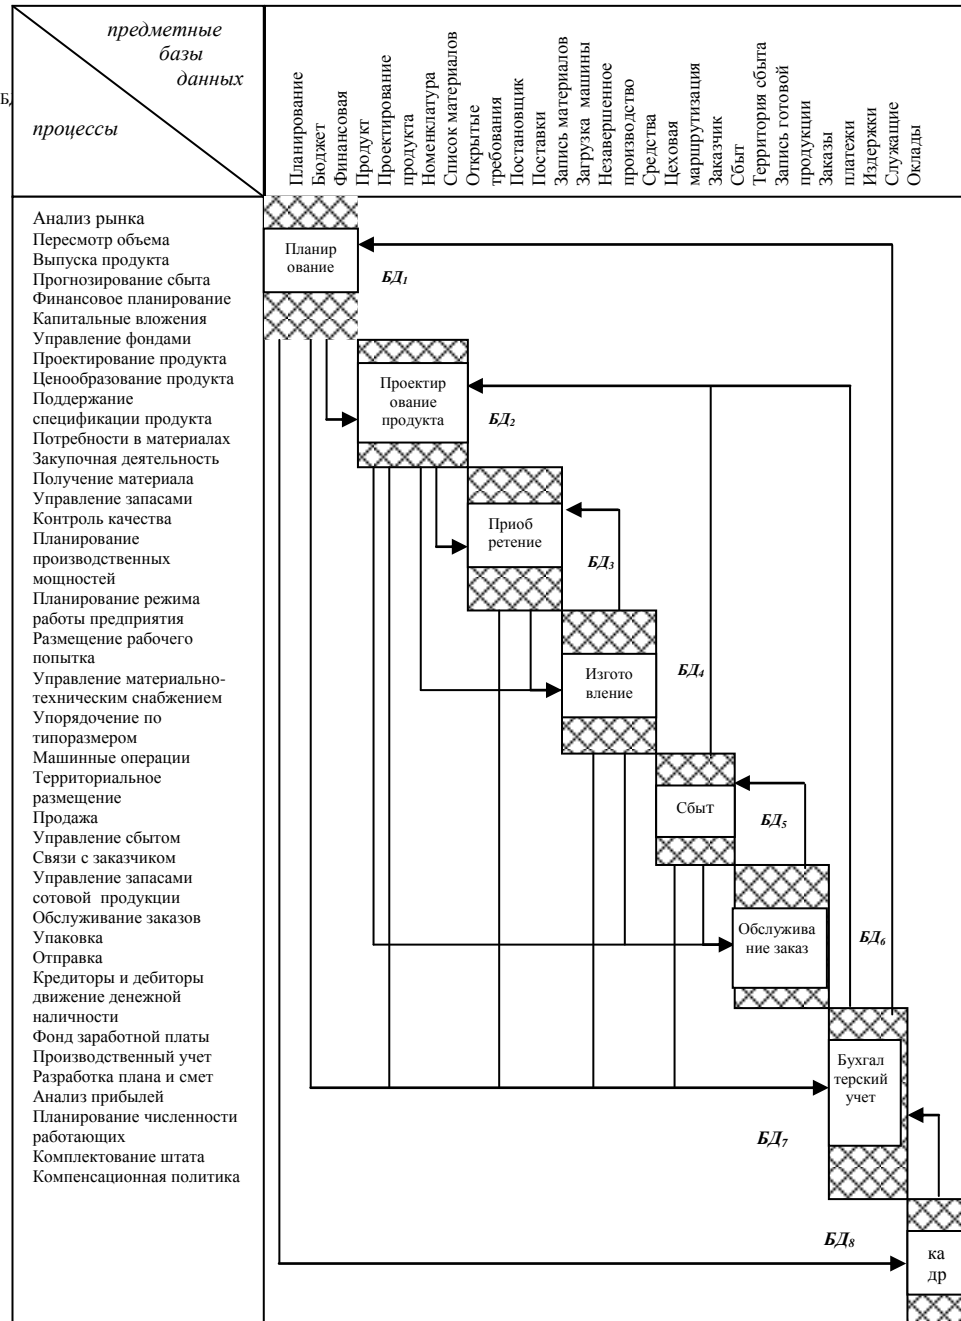 предметные
базы
данных
Б,
процессы
Планирование
Бюджет
Финансовая
Продукт
Проектирование
продукта
Номенклатура
Список материалов
Открытые
требования
Постановщик
Поставки
Запись материалов
Загрузка машины
Незавершенное
производство
Средства
Цеховая
маршрутизация
Заказчик
Сбыт
Территория сбыта
Запись готовой
продукции
Заказы
платежи
Издержки
Служащие
Оклады
Анализ рынка
Пересмотр объема
Выпуска продукта
Прогнозирование сбыта
Финансовое планирование
Капитальные вложения
Управление фондами
Проектирование продукта
Ценообразование продукта
Поддержание
спецификации продукта
Потребности в материалах
Закупочная деятельность
Получение материала
Управление запасами
Контроль качества
Планирование
производственных
мощностей
Планирование режима
работы предприятия
Размещение рабочего
попытка
Управление материально-
техническим снабжением
Упорядочение по
типоразмером
Машинные операции
Территориальное
размещение
Продажа
Управление сбытом
Связи с заказчиком
Управление запасами
сотовой продукции
Обслуживание заказов
Упаковка
Отправка
Кредиторы и дебиторы
движение денежной
наличности
Фонд заработной платы
Производственный учет
Разработка плана и смет
Анализ прибылей
Планирование численности
работающих
Комплектование штата
Компенсационная политика
Планир
ование
БД1
Проектир
ование
продукта
БД2
Приоб
ретение
БД3
Изгото
вление
БД4
Сбыт
БД5
Обслужива
ние заказ
БД6
Бухгал
терский
учет
БД7
БД8
ка
др